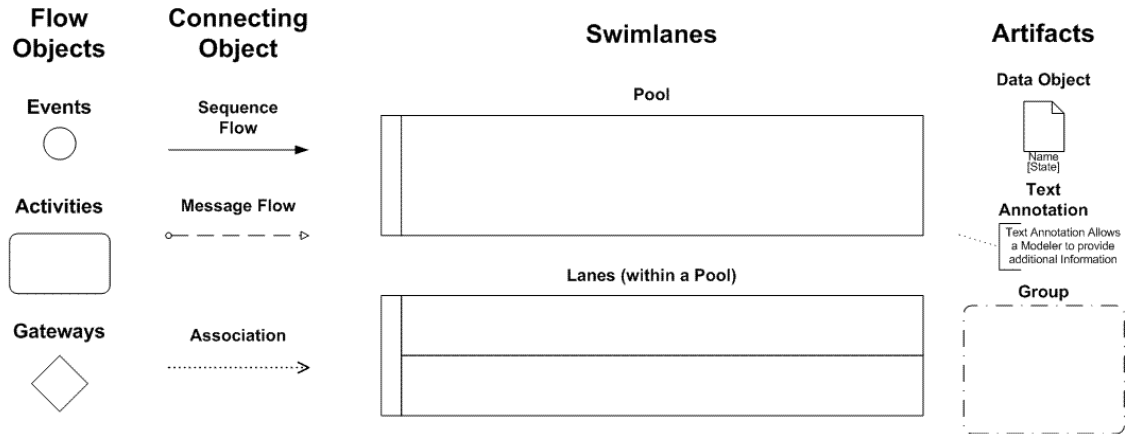 Flow
Objects
Events
Activities
Gateways
Connecting
Object
Sequence
Flow
Message Flow
Association
Swimlanes
Pool
Lanes (within a Pool)
Artifacts
Data Object
Name
[State]
Text
Annotation
Text Annotation Allows
a Modeler to provide
additional Information
Group